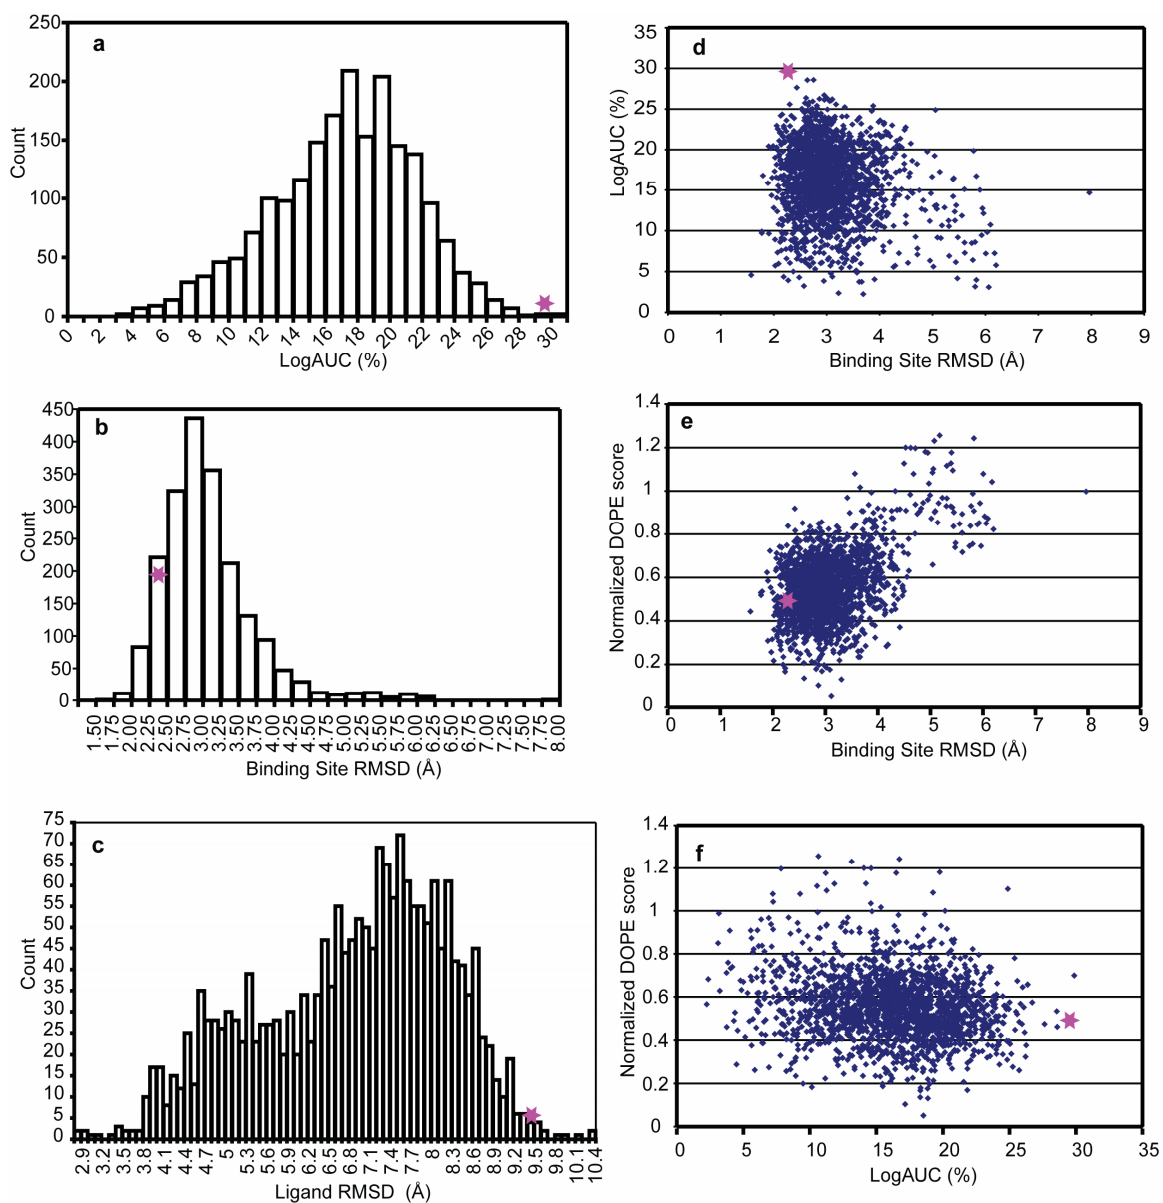 a
250
200
150
100
50
0
Count
0 2 4 6 8 10 12 14 16 18 20 22 24 26 28 30
LogAUC (%)
b
450
400
350
300
250
200
150
100
50
0
Count
1.50 1.75 2.00 2.25 2.50 2.75 3.00 3.25 3.50 3.75 4.00 4.25 4.50 4.75 5.00 5.25 5.50 5.75 6.00 6.25 6.50 6.75 7.00 7.25 7.50 7.75 8.00
Binding Site RMSD (Å)
c
75
70
65
60
55
50
45
40
35
30
25
20
15
10
5
0
Count
2.9 3.2 3.5 3.8 4.1 4.4 4.7 5 5.3 5.6 5.9 6.2 6.5 6.8 7.1 7.4 7.7 8 8.3 8.6 8.9 9.2 9.5 9.8 10.1 10.4
Ligand RMSD (Å)
d
35
30
25
20
15
10
5
0
LogAUC (%)
0 1 2 3 4 5 6 7 8 9
Binding Site RMSD (Å)
e
1.4
1.2
1
0.8
0.6
0.4
0.2
0
Normalized DOPE score
0 1 2 3 4 5 6 7 8 9
Binding Site RMSD (Å)
f
1.4
1.2
1
0.8
0.6
0.4
0.2
0
Normalized DOPE score
0 5 10 15 20 25 30 35
LogAUC (%)